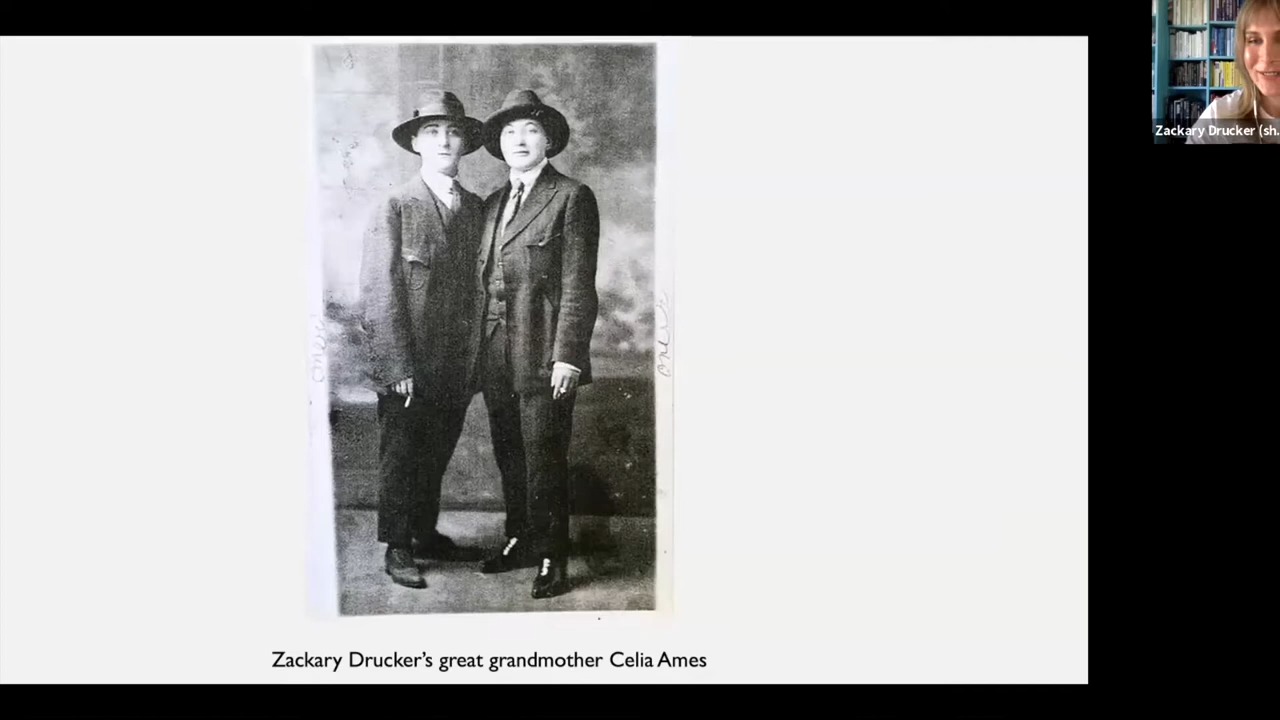 Zackary Drucker (sh.
Zackary Drucker's great grandmother Celia Ames